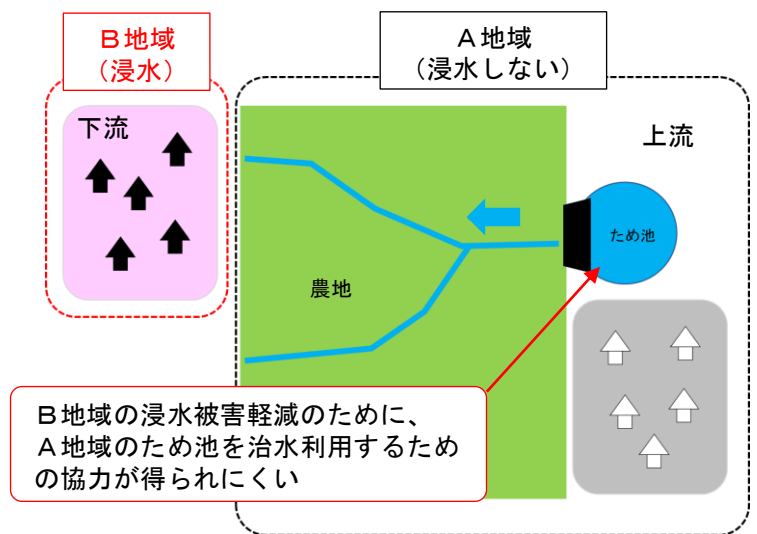 Ｂ地域
（浸水）
Ａ地域
（浸水しない）
下流
上流
ため池
農地
Ｂ地域の浸水被害軽減のために、
Ａ地域のため池を治水利用するため
の協力が得られにくい